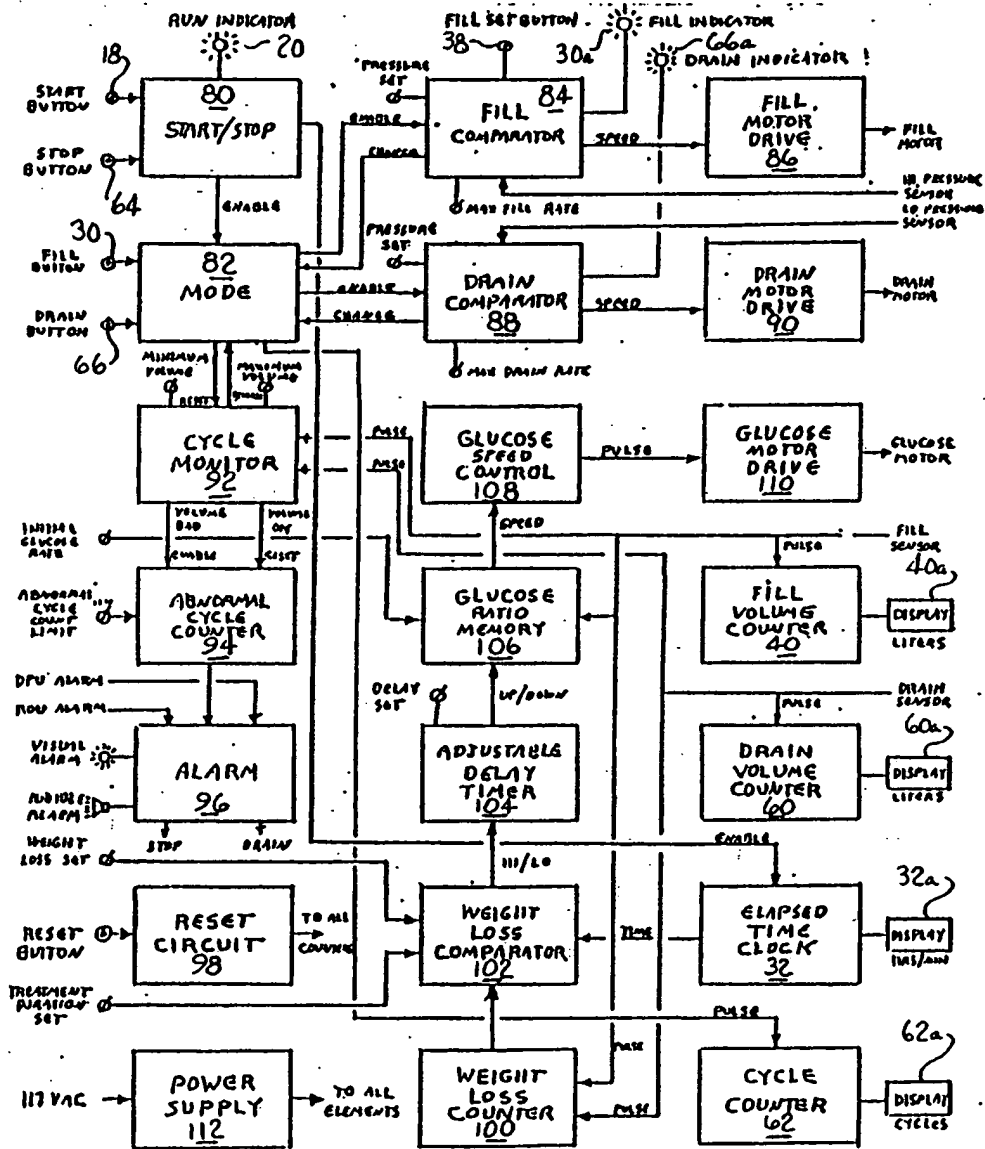 RUN INDICATOR
20
18
START BUTTON
80
START/STOP
STOP BUTTON
64
ENABLE
FILL SET BUTTON
38
30a
FILL INDICATOR
66a
DRAIN INDICATOR
PRESSURE SET
84
FILL COMPARATOR
ENABLE
CHANGE
SPEED
FILL MOTOR DRIVE
86
FILL MOTOR
MAX FILL RATE
HI PRESSURE SENSOR
LO PRESSURE SENSOR
30
FILL BUTTON
82
MODE
DRAIN BUTTON
66
PRESSURE SET
ENABLE
CHANGE
DRAIN COMPARATOR
88
SPEED
DRAIN MOTOR DRIVE
90
DRAIN MOTOR
MAX DRAIN RATE
MINIMUM VOLUME
MAXIMUM VOLUME
CYCLE MONITOR
92
PULSE
PULSE
GLUCOSE SPEED CONTROL
108
PULSE
GLUCOSE MOTOR DRIVE
110
GLUCOSE MOTOR
VOLUME BAD
VOLUME OK
INITIAL GLUCOSE RATE
ENABLE
RESET
SPEED
FILL SENSOR
PULSE
ABNORMAL CYCLE COUNT LIMIT
ABNORMAL CYCLE COUNTER
94
GLUCOSE RATIO MEMORY
106
FILL VOLUME COUNTER
40
40a
DISPLAY
LITERS
DPU ALARM
ROU ALARM
DELAY SET
UP/DOWN
DRAIN SENSOR
PULSE
VISUAL ALARM
AUDIBLE ALARM
ALARM
96
ADJUSTABLE DELAY TIMER
104
DRAIN VOLUME COUNTER
60
60a
DISPLAY
LITERS
STOP
DRAIN
WEIGHT LOSS SET
HI/LO
ENABLE
RESET BUTTON
RESET CIRCUIT
98
TO ALL COUNTERS
WEIGHT LOSS COMPARATOR
102
TIME
ELAPSED TIME CLOCK
32
32a
DISPLAY
HRS/MIN
TREATMENT DURATION SET
PULSE
PULSE
117 VAC
POWER SUPPLY
112
TO ALL ELEMENTS
WEIGHT LOSS COUNTER
100
PULSE
CYCLE COUNTER
62
62a
DISPLAY
CYCLES